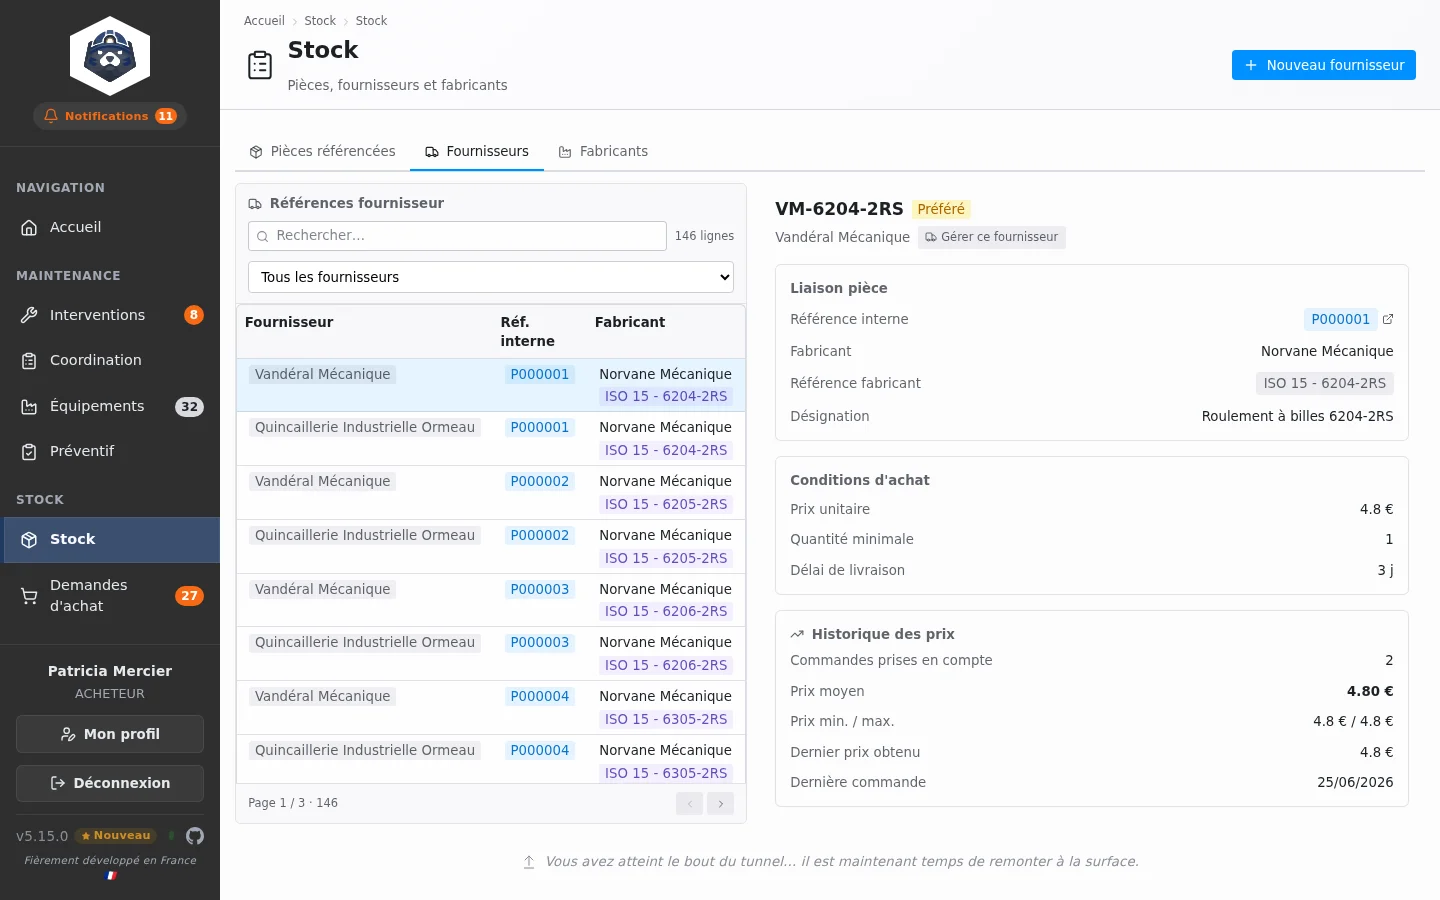 Notifications 11
NAVIGATION
Accueil
MAINTENANCE
Interventions 8
Coordination
Équipements 32
Préventif
STOCK
Stock
Demandes
d'achat 27
Patricia Mercier
ACHETEUR
Mon profil
Déconnexion
v5.15.0 Nouveau
Fièrement développé en France
Accueil Stock Stock
Stock
Pièces, fournisseurs et fabricants
Nouveau fournisseur
Pièces référencées Fournisseurs Fabricants
Références fournisseur
Rechercher... 146 lignes
Tous les fournisseurs
Fournisseur Réf. interne Fabricant
Vandéral Mécanique P000001 Norvane Mécanique
ISO 15 - 6204-2RS
Quincaillerie Industrielle Ormeau P000001 Norvane Mécanique
ISO 15 - 6204-2RS
Vandéral Mécanique P000002 Norvane Mécanique
ISO 15 - 6205-2RS
Quincaillerie Industrielle Ormeau P000002 Norvane Mécanique
ISO 15 - 6205-2RS
Vandéral Mécanique P000003 Norvane Mécanique
ISO 15 - 6206-2RS
Quincaillerie Industrielle Ormeau P000003 Norvane Mécanique
ISO 15 - 6206-2RS
Vandéral Mécanique P000004 Norvane Mécanique
ISO 15 - 6305-2RS
Quincaillerie Industrielle Ormeau P000004 Norvane Mécanique
ISO 15 - 6305-2RS
Page 1 / 3 · 146
VM-6204-2RS Préféré
Vandéral Mécanique Gérer ce fournisseur
Liaison pièce
Référence interne P000001
Fabricant Norvane Mécanique
Référence fabricant ISO 15 - 6204-2RS
Désignation Roulement à billes 6204-2RS
Conditions d'achat
Prix unitaire 4.8 €
Quantité minimale 1
Délai de livraison 3 j
Historique des prix
Commandes prises en compte 2
Prix moyen 4.80 €
Prix min. / max. 4.8 € / 4.8 €
Dernier prix obtenu 4.8 €
Dernière commande 25/06/2026
Vous avez atteint le bout du tunnel... il est maintenant temps de remonter à la surface.